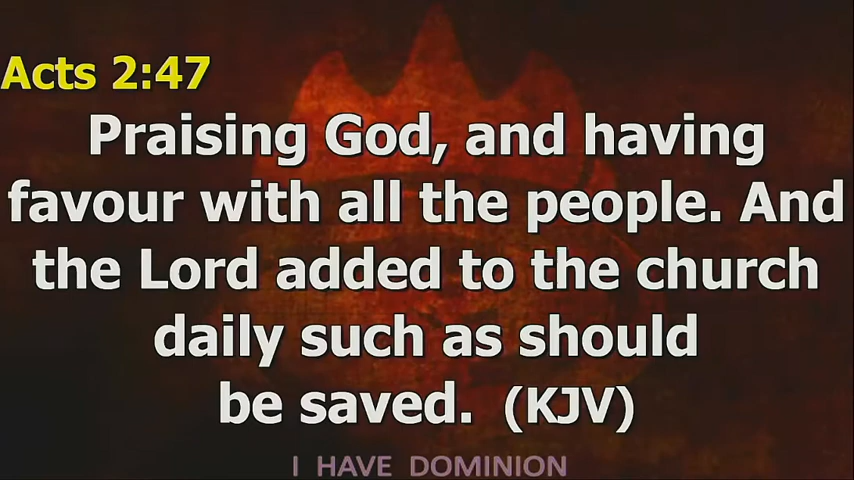 Acts 2:47
Praising God, and having
favour with all the people. And
the Lord added to the church
daily such as should
be saved. (KJV)
I HAVE DOMINION